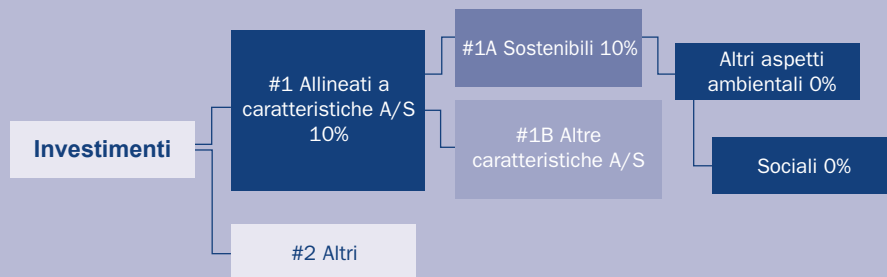 Investimenti
#1 Allineati a
caratteristiche A/S
10%
#2 Altri
#1A Sostenibili 10%
#1B Altre
caratteristiche A/S
Altri aspetti
ambientali 0%
Sociali 0%